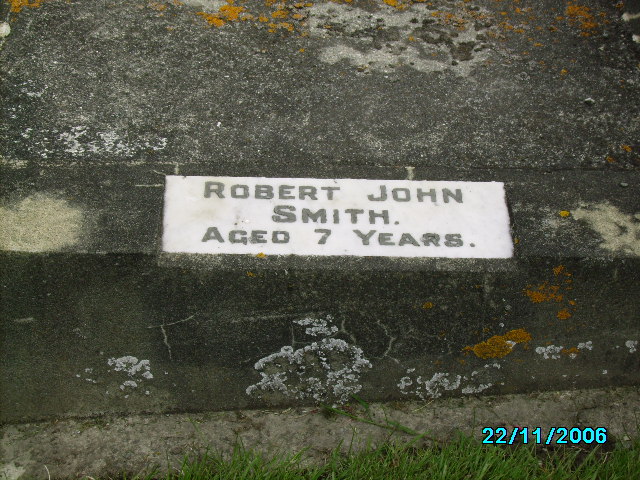 ROBERT JOHN
SMITH.
AGED 7 YEARS.
22/11/2006